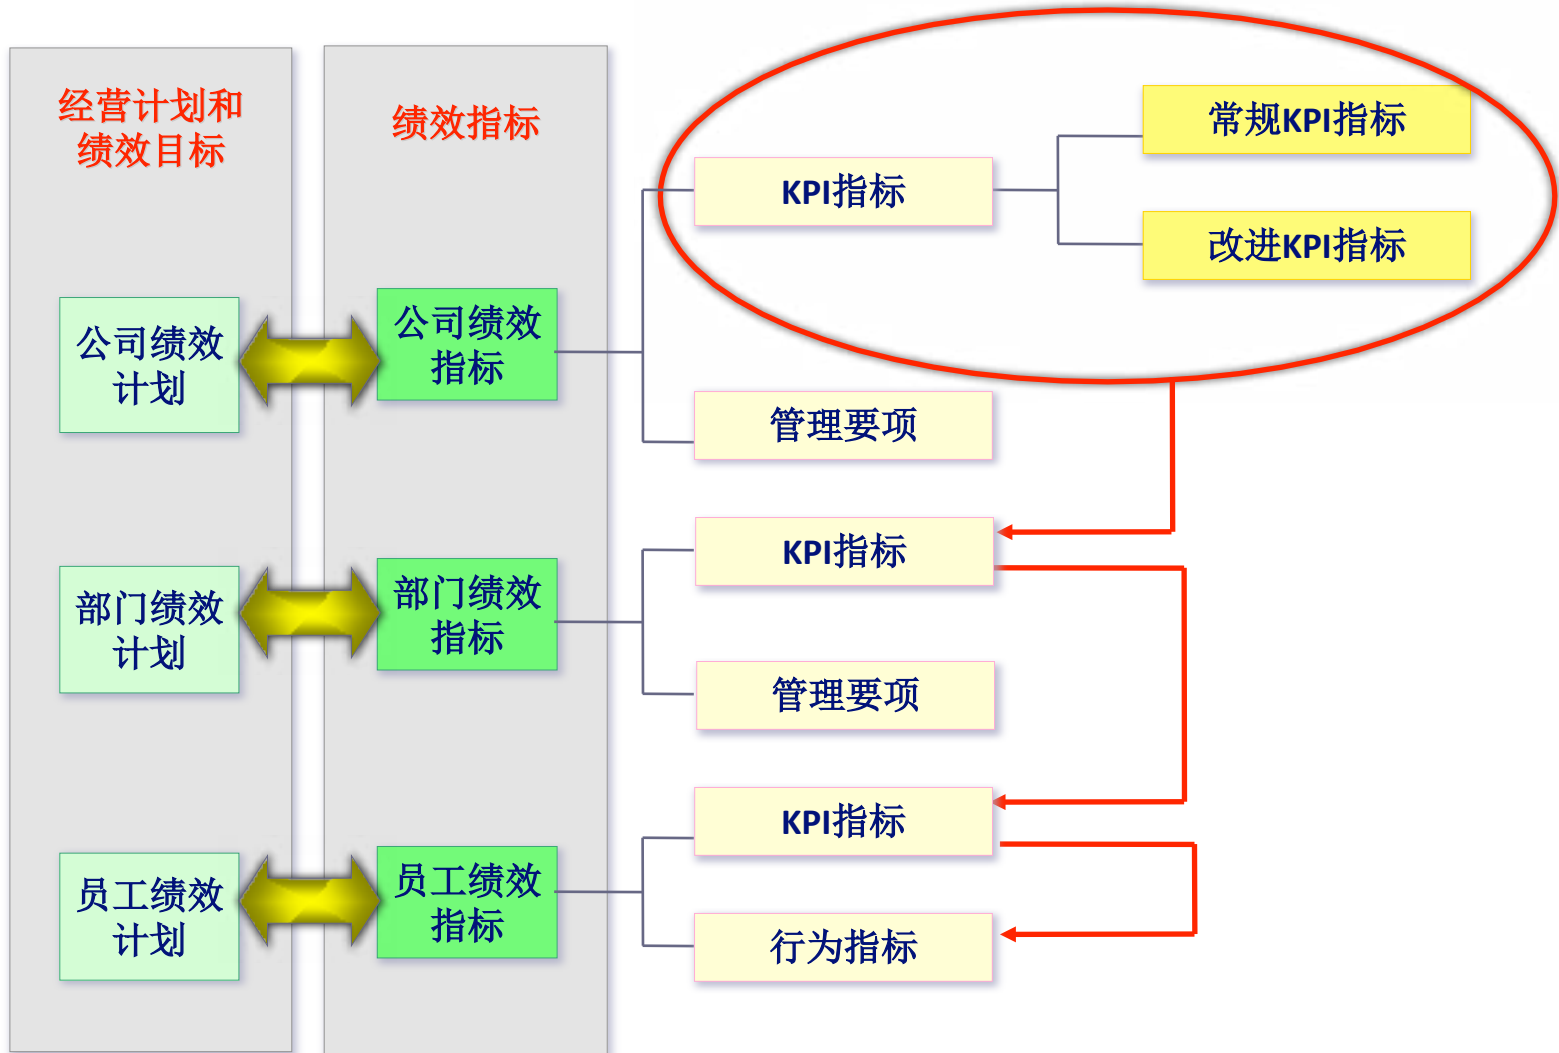 经营计划和
绩效目标
绩效指标
常规KPI指标
KPI指标
改进KPI指标
公司绩效
计划
公司绩效
指标
管理要项
KPI指标
部门绩效
计划
部门绩效
指标
管理要项
KPI指标
员工绩效
计划
员工绩效
指标
行为指标